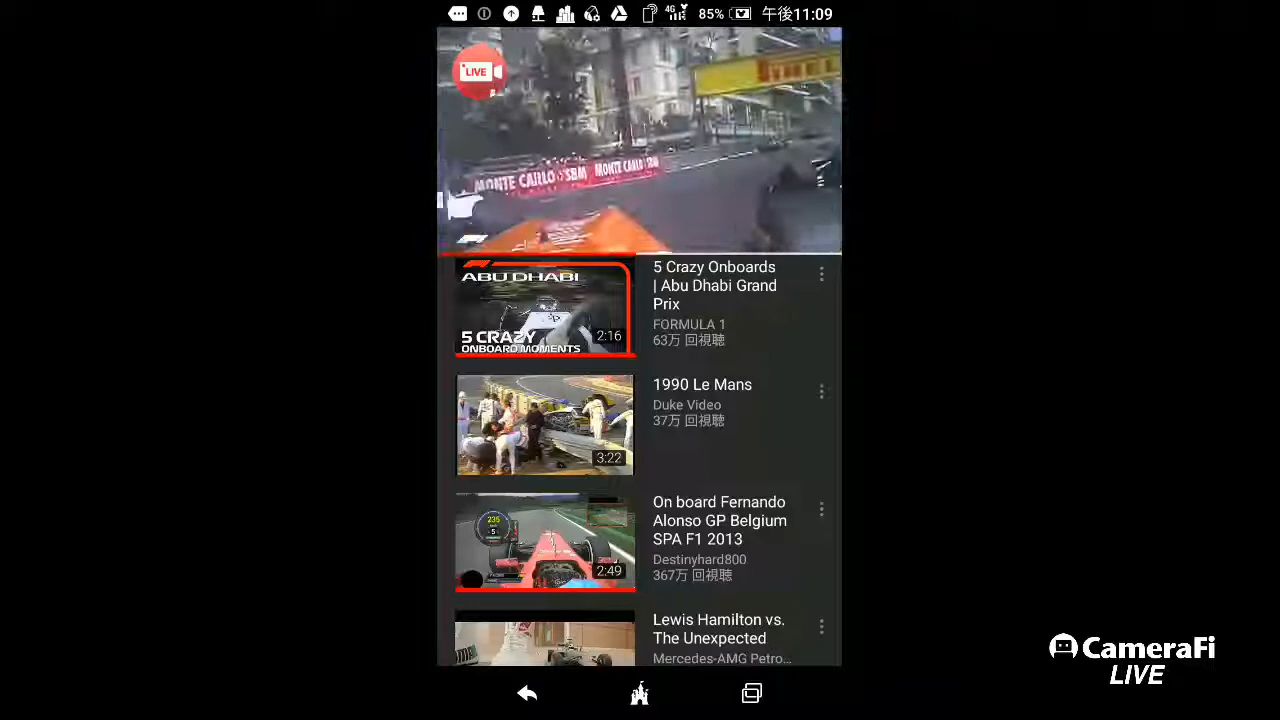 4G 85% 午後11:09
LIVE
MONTE CARLO SBM MONTE CARLO SBM
ABU DHABI
5 CRAZY
ONBOARD MOMENTS
2:16
5 Crazy Onboards
| Abu Dhabi Grand
Prix
FORMULA 1
63万 回視聴
3:22
1990 Le Mans
Duke Video
37万 回視聴
235
5
2:49
On board Fernando
Alonso GP Belgium
SPA F1 2013
Destinyhard800
367万 回視聴
Lewis Hamilton vs.
The Unexpected
Mercedes-AMG Petro...
CameraFi
LIVE